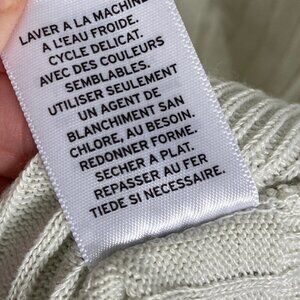 LAVER A LA MACHINE
A L'EAU FROIDE.
CYCLE DELICAT.
AVEC DES COULEURS
SEMBLABLES.
UTILISER SEULEMENT
UN AGENT DE
BLANCHIMENT SAN
CHLORE, AU BESOIN.
REDONNER FORME.
SECHER A PLAT.
REPASSER AU FER
TIEDE SI NECESSAIRE.